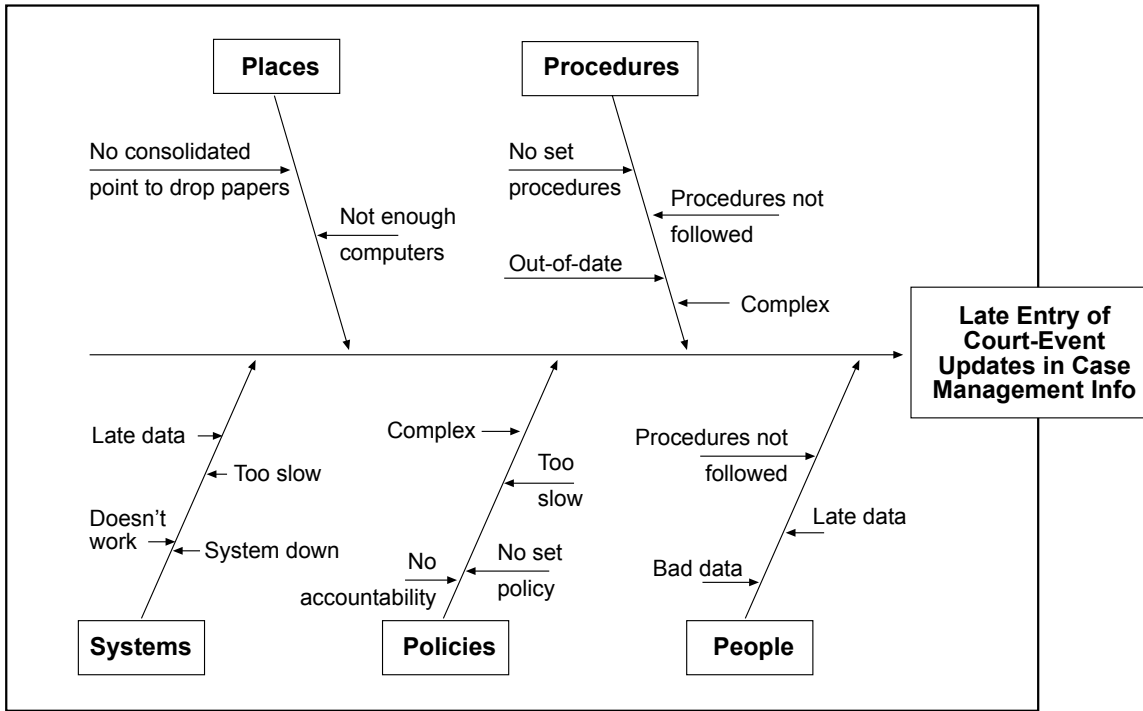 Places
Procedures
No consolidated
point to drop papers
Not enough
computers
No set
procedures
Procedures not
followed
Out-of-date
Complex
Late Entry of
Court-Event
Updates in Case
Management Info
Late data
Too slow
Doesn't
work
System down
Complex
Too
slow
No
accountability
No set
policy
Procedures not
followed
Late data
Bad data
Systems
Policies
People